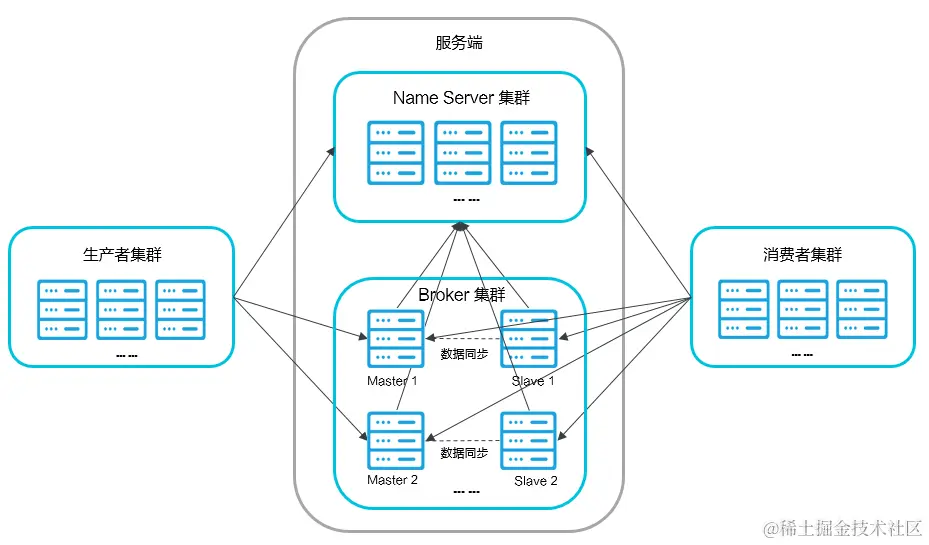 服务端
Name Server 集群
... ...
生产者集群
... ...
消费者集群
... ...
Broker 集群
数据同步
Master 1
Slave 1
数据同步
Master 2
Slave 2
... ...
@稀土掘金技术社区